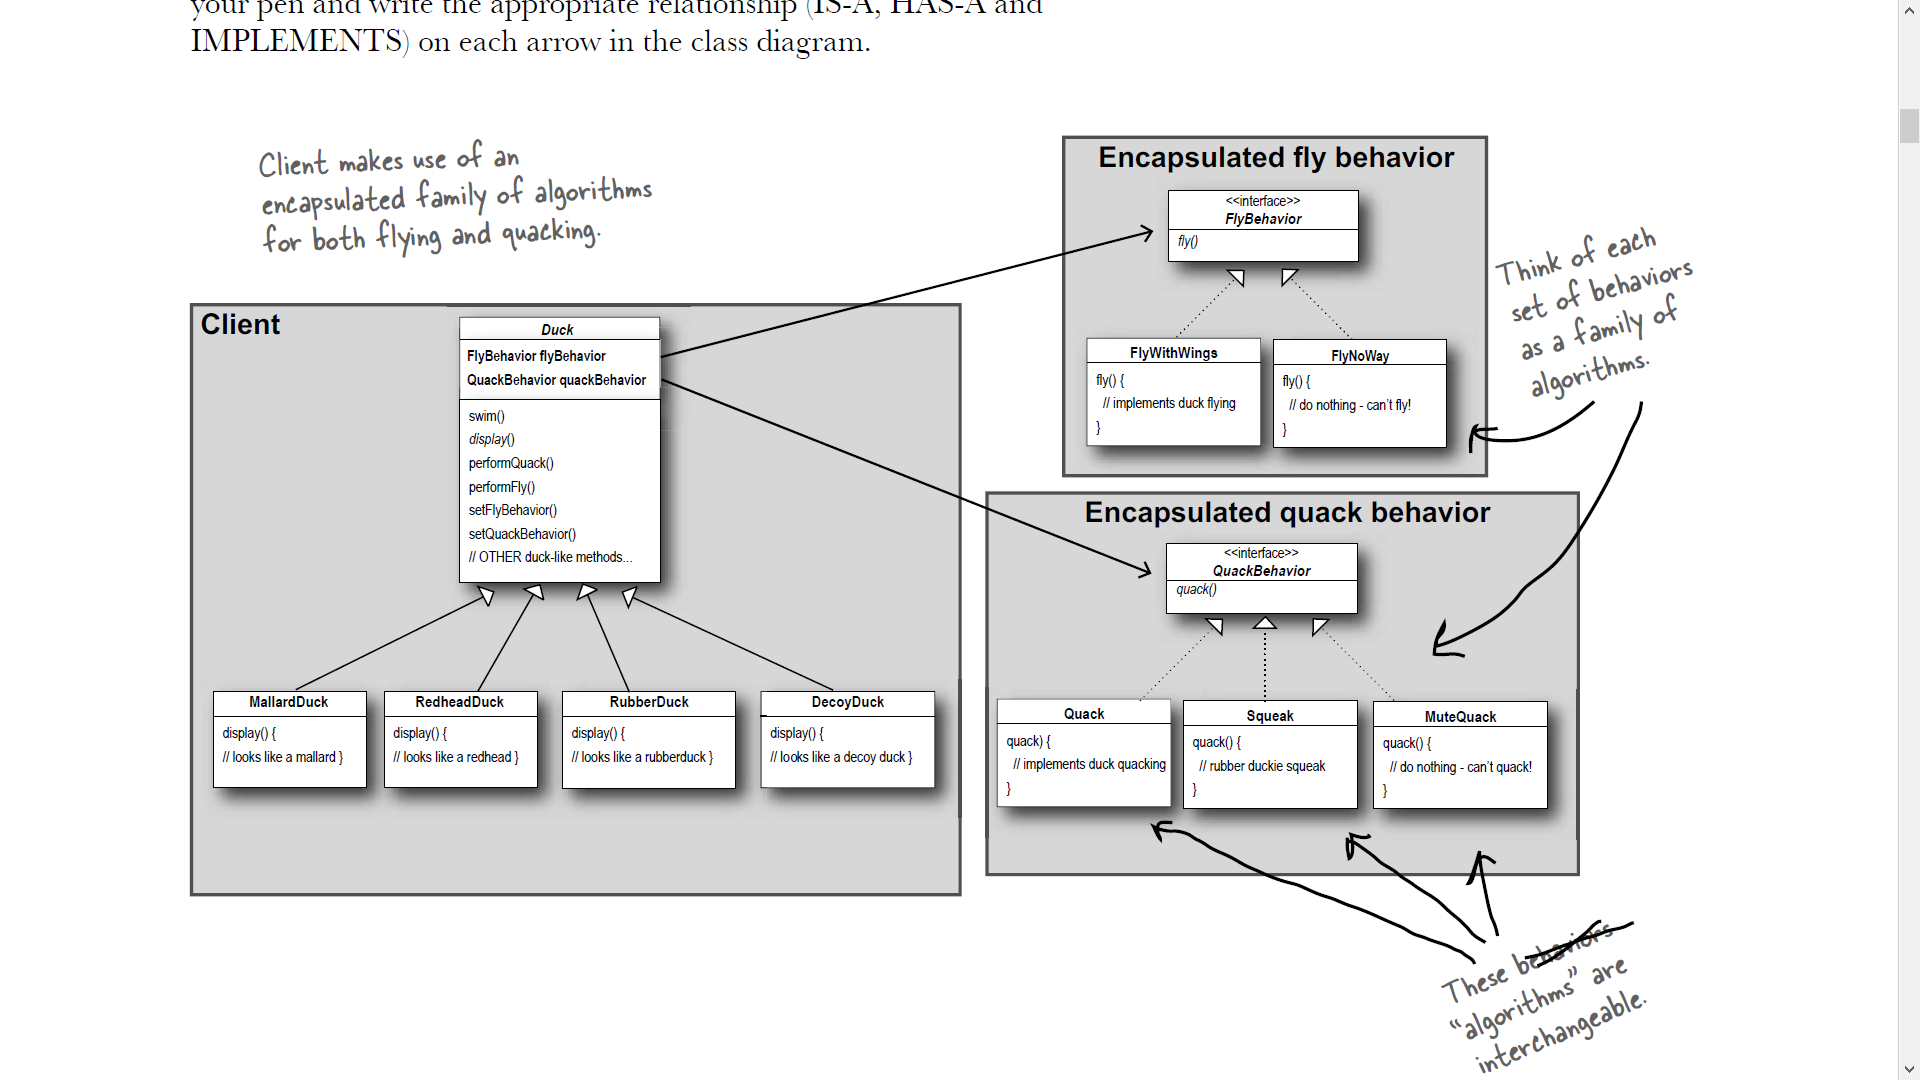 your pen and write the appropriate relationship (IS-A, HAS-A and
IMPLEMENTS) on each arrow in the class diagram.
Client makes use of an
encapsulated family of algorithms
for both flying and quacking.
Client
Duck
FlyBehavior flyBehavior
QuackBehavior quackBehavior
swim()
display()
performQuack()
performFly()
setFlyBehavior()
setQuackBehavior()
// OTHER duck-like methods...
MallardDuck
display() {
// looks like a mallard }
RedheadDuck
display() {
// looks like a redhead }
RubberDuck
display() {
// looks like a rubberduck }
DecoyDuck
display() {
// looks like a decoy duck }
Encapsulated fly behavior
<<interface>>
FlyBehavior
fly()
FlyWithWings
fly() {
// implements duck flying
}
FlyNoWay
fly() {
// do nothing - can't fly!
}
Think of each
set of behaviors
as a family of
algorithms.
Encapsulated quack behavior
<<interface>>
QuackBehavior
quack()
Quack
quack) {
// implements duck quacking
}
Squeak
quack() {
// rubber duckie squeak
}
MuteQuack
quack() {
// do nothing - can't quack!
}
These behaviors
“algorithms” are
interchangeable.